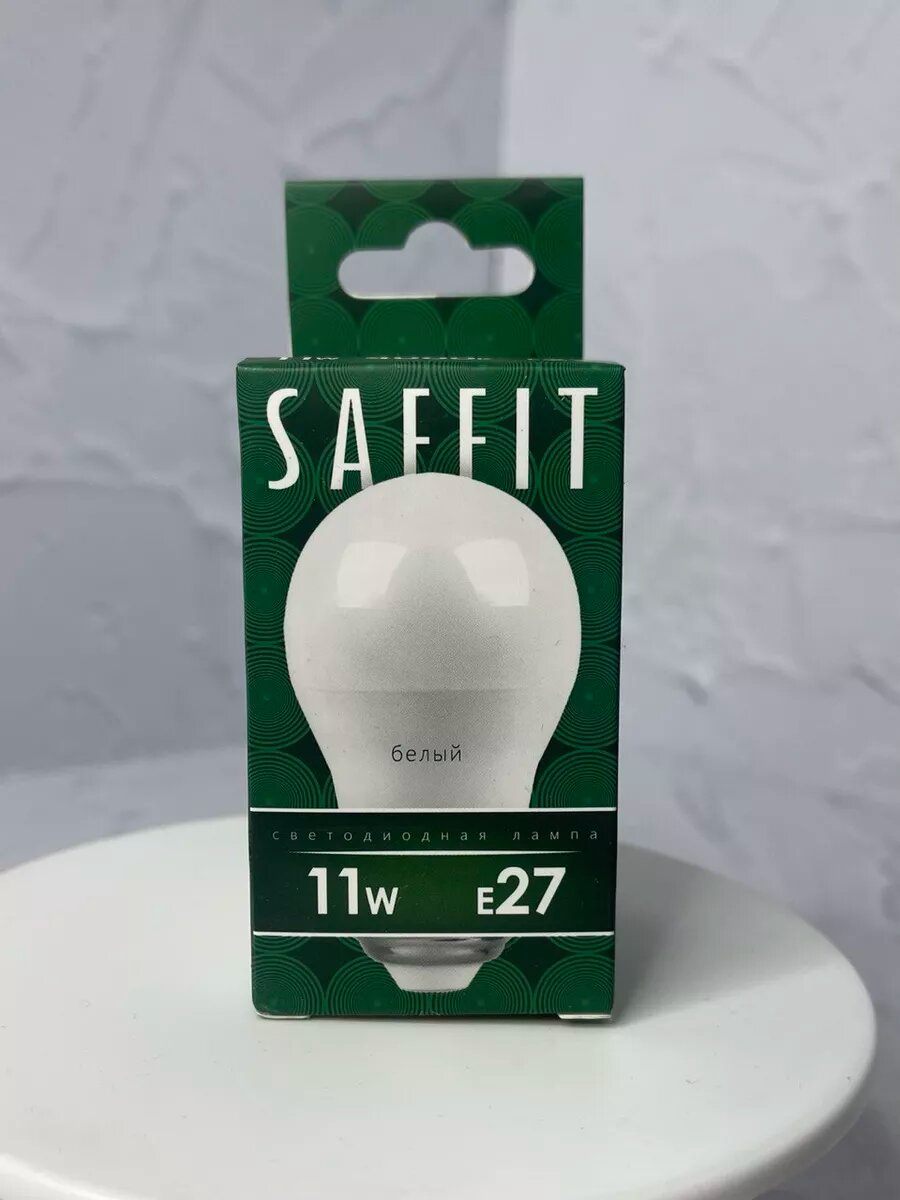 SAFFIT
белый
светодиодная лампа
11W E27